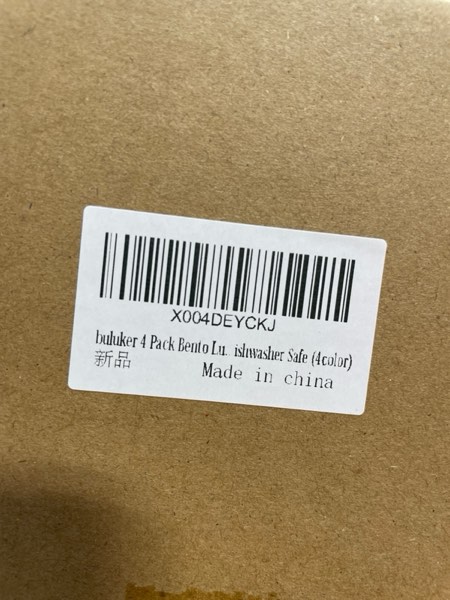 X004DEYCKJ
buluker 4 Pack Bento Lu. ishwasher Safe (4color)
新品
Made in china